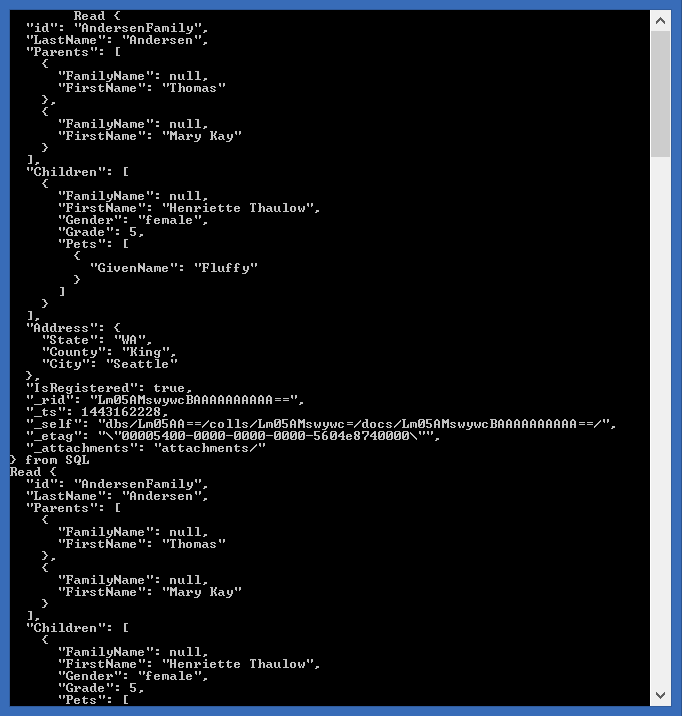 Read {
"id": "AndersenFamily",
"LastName": "Andersen",
"Parents": [
{
"FamilyName": null,
"FirstName": "Thomas"
},
{
"FamilyName": null,
"FirstName": "Mary Kay"
}
],
"Children": [
{
"FamilyName": null,
"FirstName": "Henriette Thaulow",
"Gender": "female",
"Grade": 5,
"Pets": [
{
"GivenName": "Fluffy"
}
]
}
],
"Address": {
"State": "WA",
"County": "King",
"City": "Seattle"
},
"IsRegistered": true,
"_rid": "Lm05AMswywcBAAAAAAAAAA==",
"_ts": 1443162228,
"_self": "dbs/Lm05AA==/colls/Lm05AMswywc=/docs/Lm05AMswywcBAAAAAAAAAA==/",
"_etag": "\"00005400-0000-0000-0000-5604e8740000\"",
"_attachments": "attachments/"
} from SQL
Read {
"id": "AndersenFamily",
"LastName": "Andersen",
"Parents": [
{
"FamilyName": null,
"FirstName": "Thomas"
},
{
"FamilyName": null,
"FirstName": "Mary Kay"
}
],
"Children": [
{
"FamilyName": null,
"FirstName": "Henriette Thaulow",
"Gender": "female",
"Grade": 5,
"Pets": [